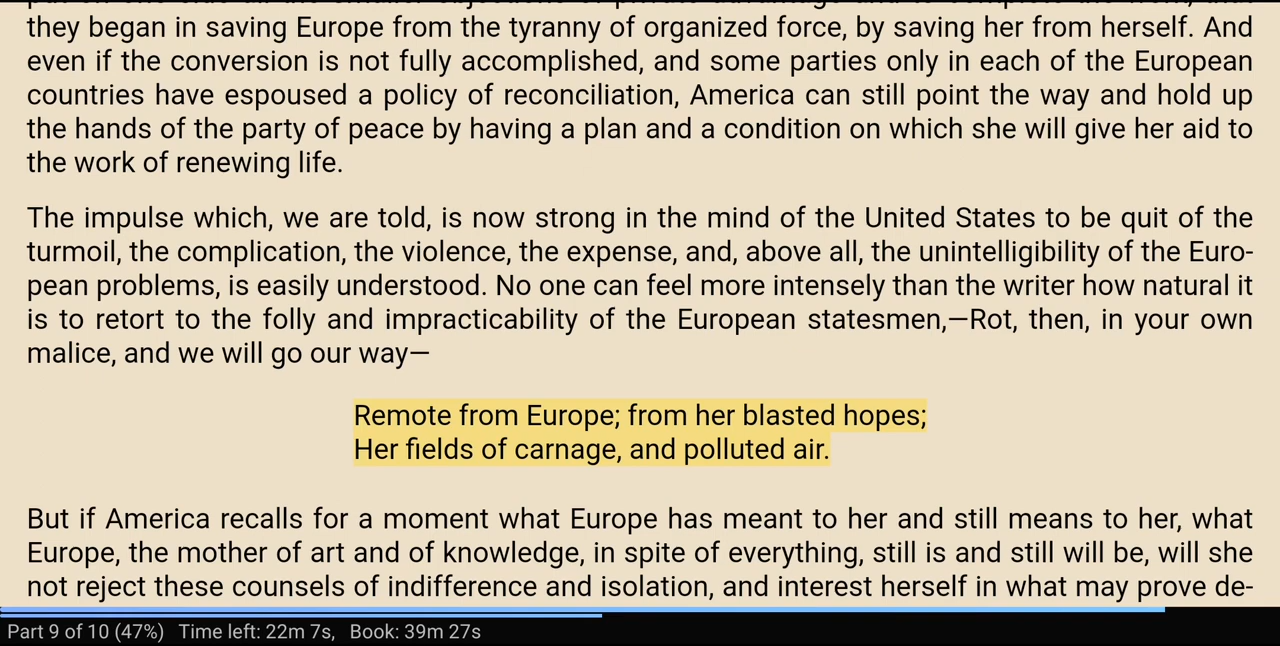 they began in saving Europe from the tyranny of organized force, by saving her from herself. And
even if the conversion is not fully accomplished, and some parties only in each of the European
countries have espoused a policy of reconciliation, America can still point the way and hold up
the hands of the party of peace by having a plan and a condition on which she will give her aid to
the work of renewing life.
The impulse which, we are told, is now strong in the mind of the United States to be quit of the
turmoil, the complication, the violence, the expense, and, above all, the unintelligibility of the Euro-
pean problems, is easily understood. No one can feel more intensely than the writer how natural it
is to retort to the folly and impracticability of the European statesmen,—Rot, then, in your own
malice, and we will go our way—
Remote from Europe; from her blasted hopes;
Her fields of carnage, and polluted air.
But if America recalls for a moment what Europe has meant to her and still means to her, what
Europe, the mother of art and of knowledge, in spite of everything, still is and still will be, will she
not reject these counsels of indifference and isolation, and interest herself in what may prove de-
Part 9 of 10 (47%) Time left: 22m 7s, Book: 39m 27s